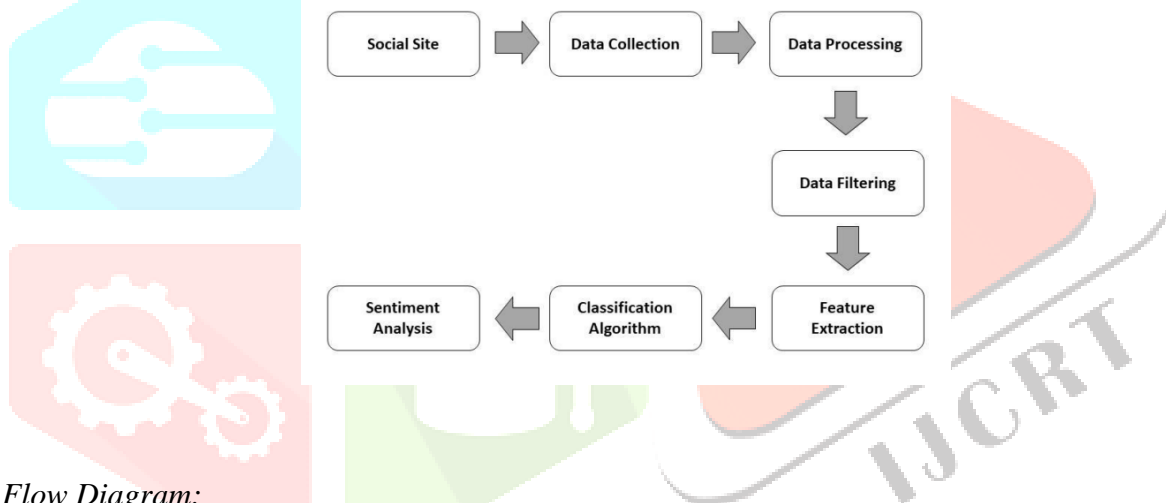 Social Site
Data Collection
Data Processing
Data Filtering
Feature
Extraction
Classification
Algorithm
Sentiment
Analysis
IJCRT
Flow Diagram: